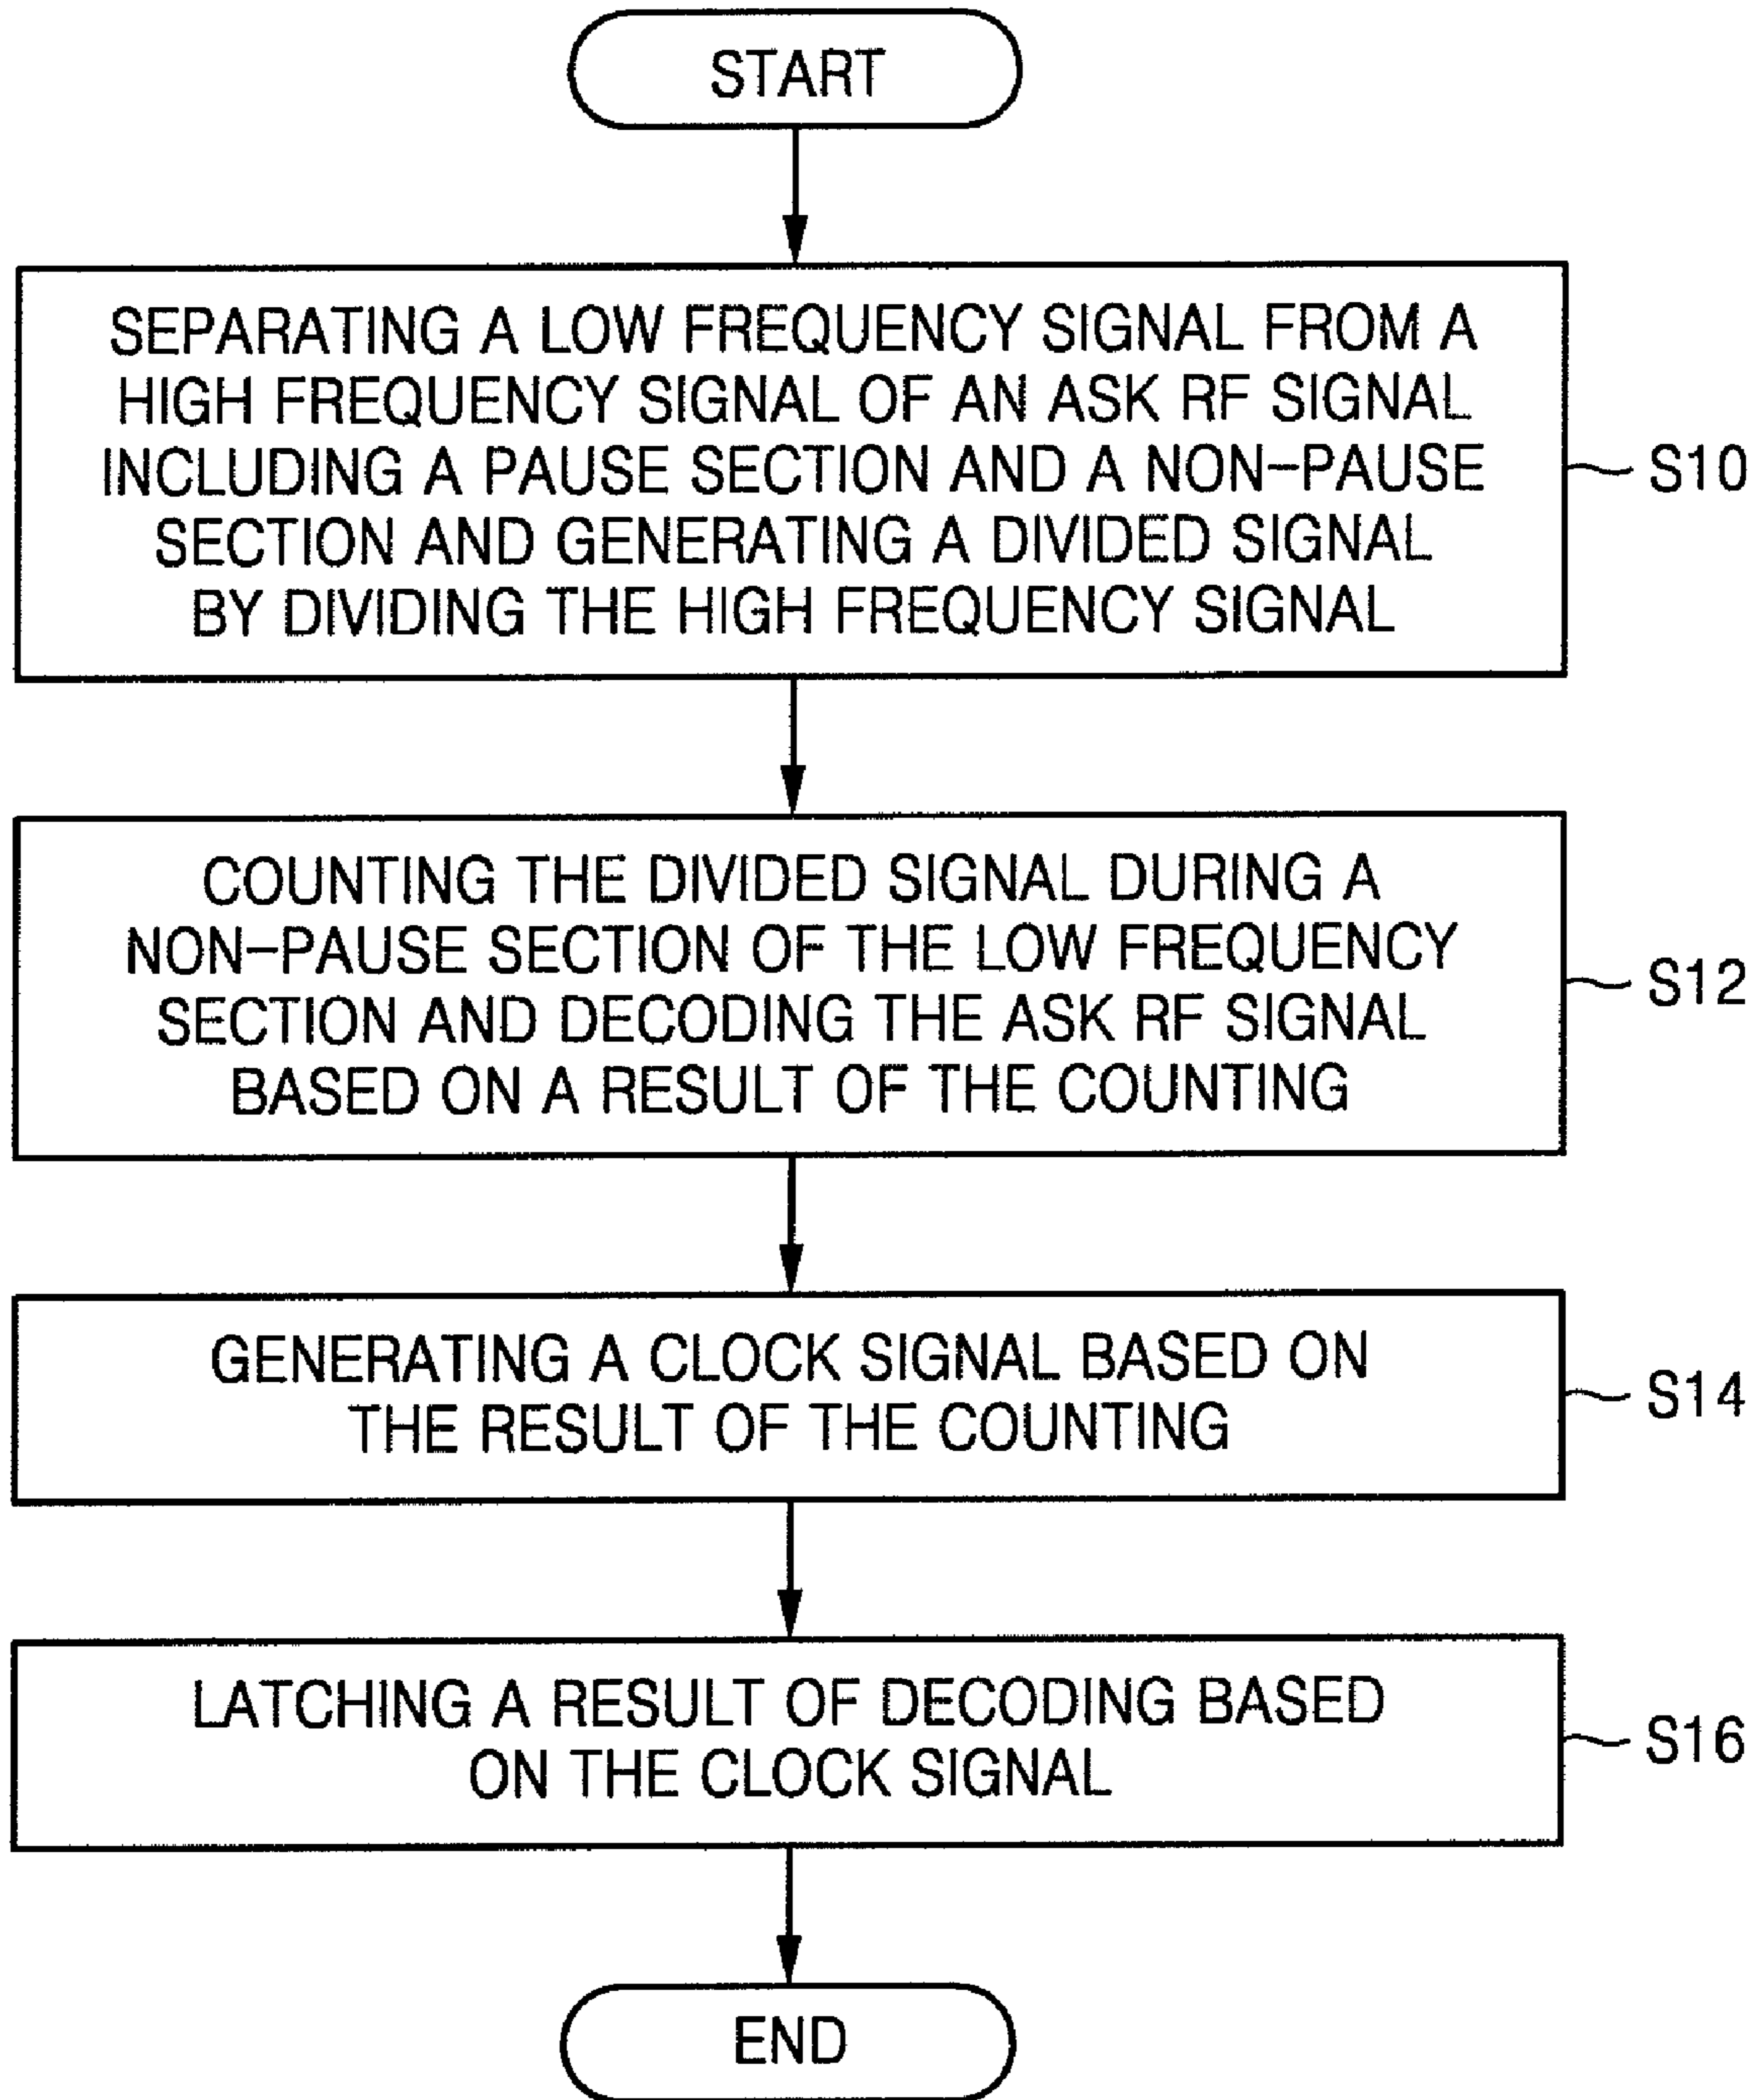 START
SEPARATING A LOW FREQUENCY SIGNAL FROM A
HIGH FREQUENCY SIGNAL OF AN ASK RF SIGNAL
INCLUDING A PAUSE SECTION AND A NON-PAUSE
SECTION AND GENERATING A DIVIDED SIGNAL
BY DIVIDING THE HIGH FREQUENCY SIGNAL
S10
COUNTING THE DIVIDED SIGNAL DURING A
NON-PAUSE SECTION OF THE LOW FREQUENCY
SECTION AND DECODING THE ASK RF SIGNAL
BASED ON A RESULT OF THE COUNTING
S12
GENERATING A CLOCK SIGNAL BASED ON
THE RESULT OF THE COUNTING
S14
LATCHING A RESULT OF DECODING BASED
ON THE CLOCK SIGNAL
S16
END